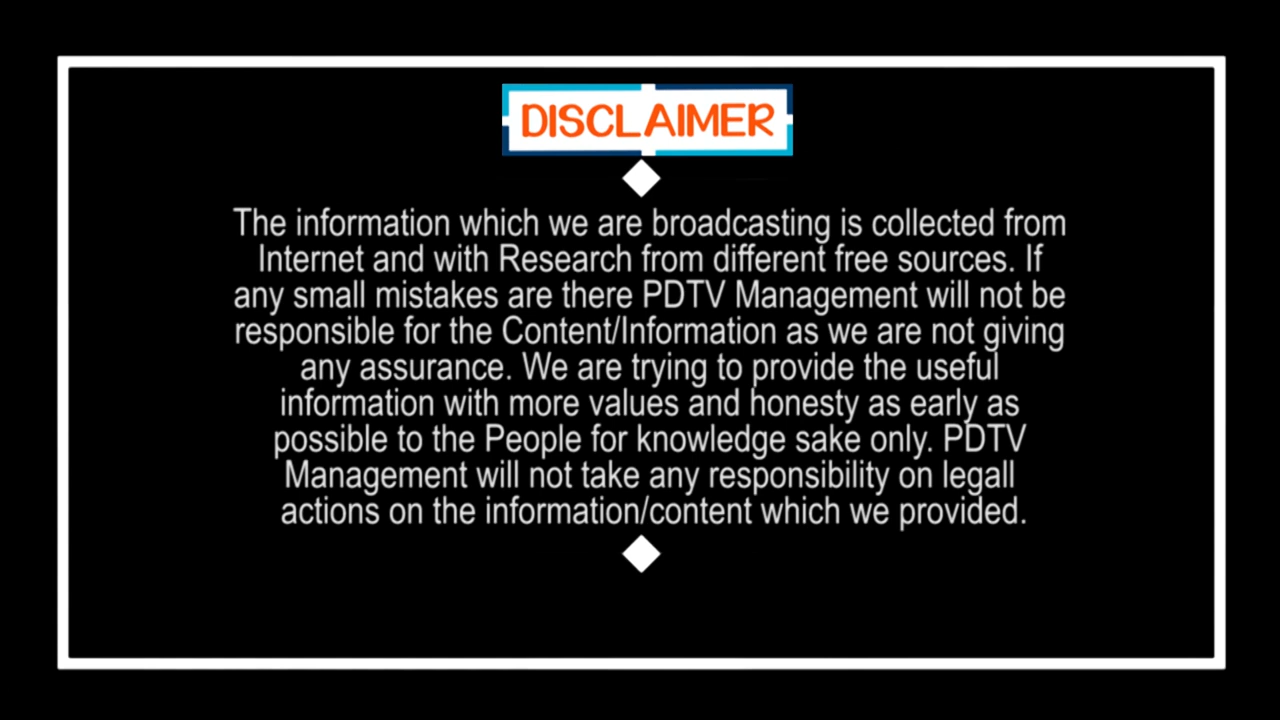 DISCLAIMER
The information which we are broadcasting is collected from
Internet and with Research from different free sources. If
any small mistakes are there PDTV Management will not be
responsible for the Content/Information as we are not giving
any assurance. We are trying to provide the useful
information with more values and honesty as early as
possible to the People for knowledge sake only. PDTV
Management will not take any responsibility on legall
actions on the information/content which we provided.